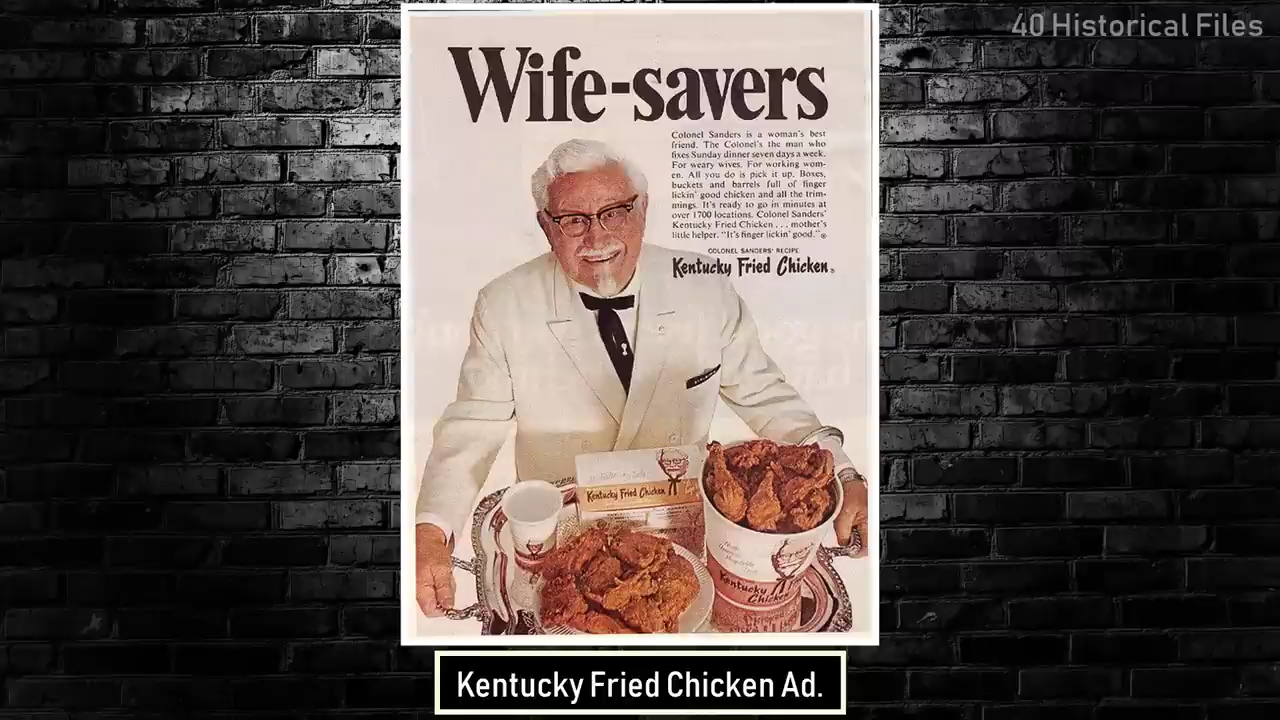 40 Historical Files
Wife-savers
Colonel Sanders is a woman's best
friend. The Colonel's the man who
fixes Sunday dinner seven days a week.
For weary wives. For working wom-
en. All you do is pick it up. Boxes,
buckets and barrels full of finger
lickin' good chicken and all the trim-
mings. It's ready to go in minutes at
over 1700 locations. Colonel Sanders'
Kentucky Fried Chicken . . . mother's
little helper. "It's finger lickin' good."®
COLONEL SANDERS' RECIPE
Kentucky Fried Chicken®
Kentucky Fried Chicken
Kentucky
Chicken
Kentucky Fried Chicken Ad.